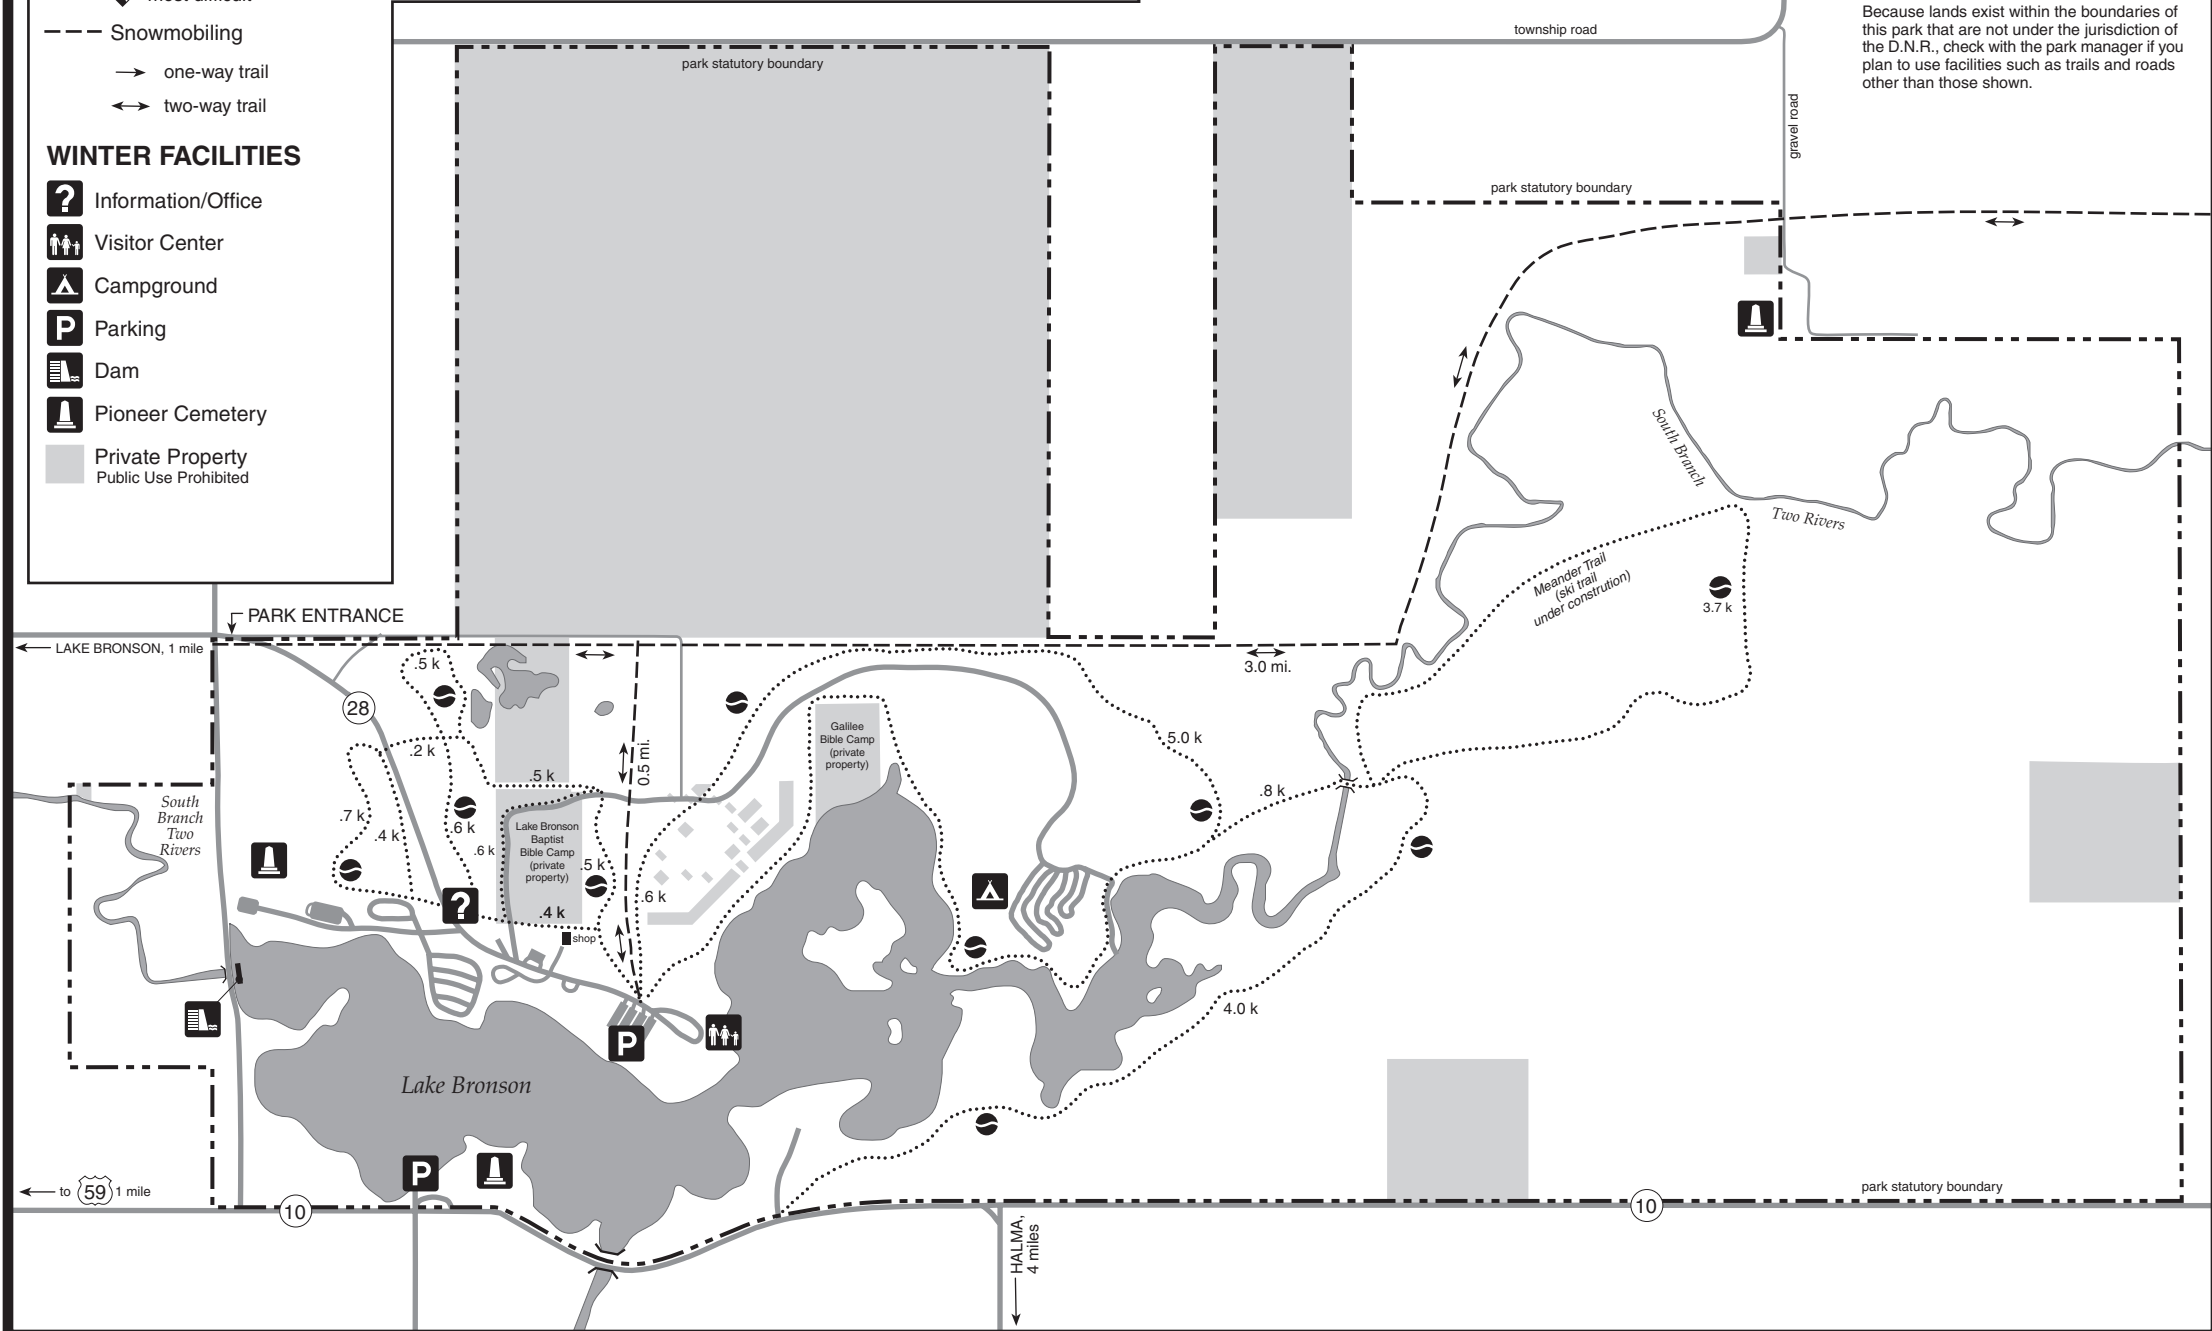 most difficult
Snowmobiling
one-way trail
two-way trail
WINTER FACILITIES
? Information/Office
Visitor Center
Campground
P Parking
Dam
Pioneer Cemetery
Private Property
Public Use Prohibited
Because lands exist within the boundaries of
this park that are not under the jurisdiction of
the D.N.R., check with the park manager if you
plan to use facilities such as trails and roads
other than those shown.
township road
park statutory boundary
gravel road
park statutory boundary
South Branch
Two Rivers
Meander Trail
(ski trail
under constrution)
3.7 k
PARK ENTRANCE
LAKE BRONSON, 1 mile
3.0 mi.
.5 k
28
.2 k
.5 k
0.5 mi.
Galilee
Bible Camp
(private
property)
5.0 k
.8 k
South
Branch
Two
Rivers
.7 k
.4 k
.6 k
.6 k
Lake Bronson
Baptist
Bible Camp
(private
property)
.5 k
.6 k
.4 k
?
shop
4.0 k
P
Lake Bronson
P
to 59 1 mile
10
10
park statutory boundary
HALMA,
4 miles